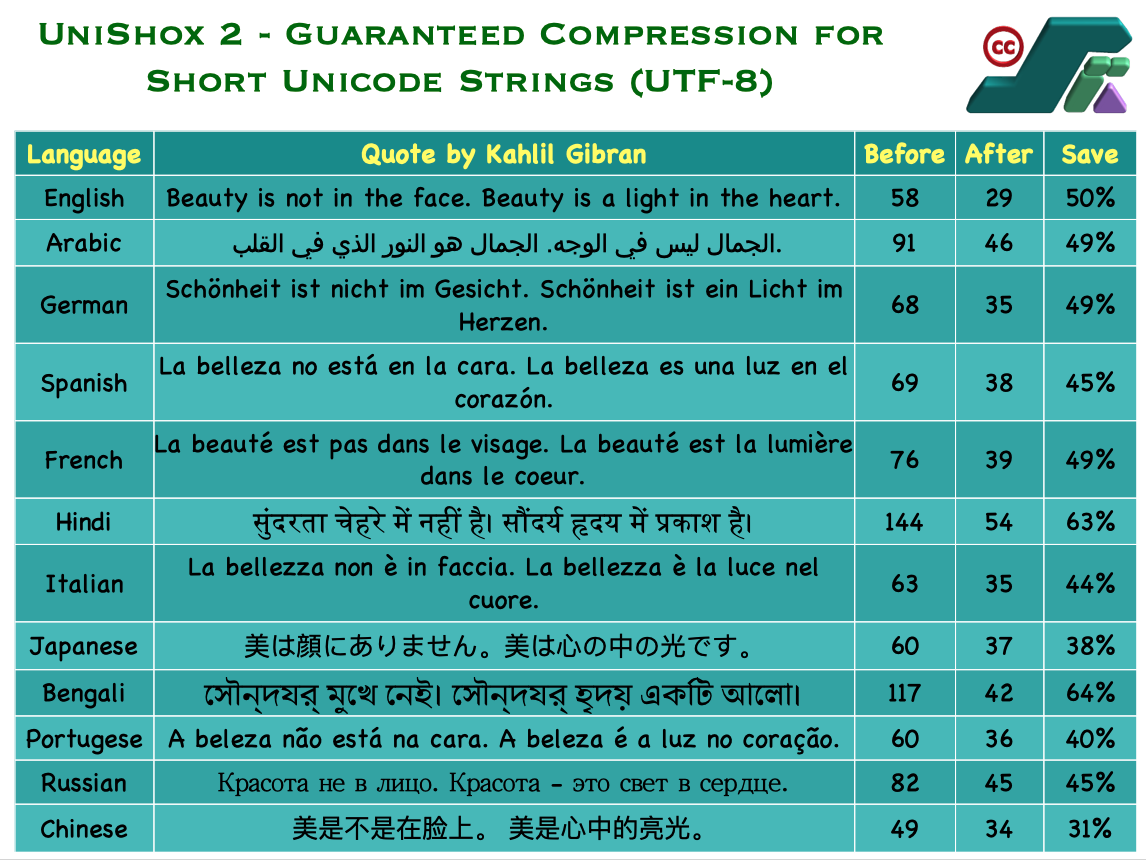 UniShox 2 - Guaranteed Compression for
Short Unicode Strings (UTF-8)
cc
Language Quote by Kahlil Gibran Before After Save
English Beauty is not in the face. Beauty is a light in the heart. 58 29 50%
Arabic الجمال ليس في الوجه. الجمال هو النور الذي في القلب. 91 46 49%
German Schönheit ist nicht im Gesicht. Schönheit ist ein Licht im
Herzen. 68 35 49%
Spanish La belleza no está en la cara. La belleza es una luz en el
corazón. 69 38 45%
French La beauté est pas dans le visage. La beauté est la lumière
dans le coeur. 76 39 49%
Hindi सुंदरता चेहरे में नहीं है। सौंदर्य हृदय में प्रकाश है। 144 54 63%
Italian La bellezza non è in faccia. La bellezza è la luce nel
cuore. 63 35 44%
Japanese 美は顔にありません。美は心の中の光です。 60 37 38%
Bengali সৌন্দযর্ মুখে নেই। সৌন্দযর্ হৃদয় একটি আলো। 117 42 64%
Portugese A beleza não está na cara. A beleza é a luz no coração. 60 36 40%
Russian Красота не в лицо. Красота - это свет в сердце. 82 45 45%
Chinese 美是不是在脸上。 美是心中的亮光。 49 34 31%